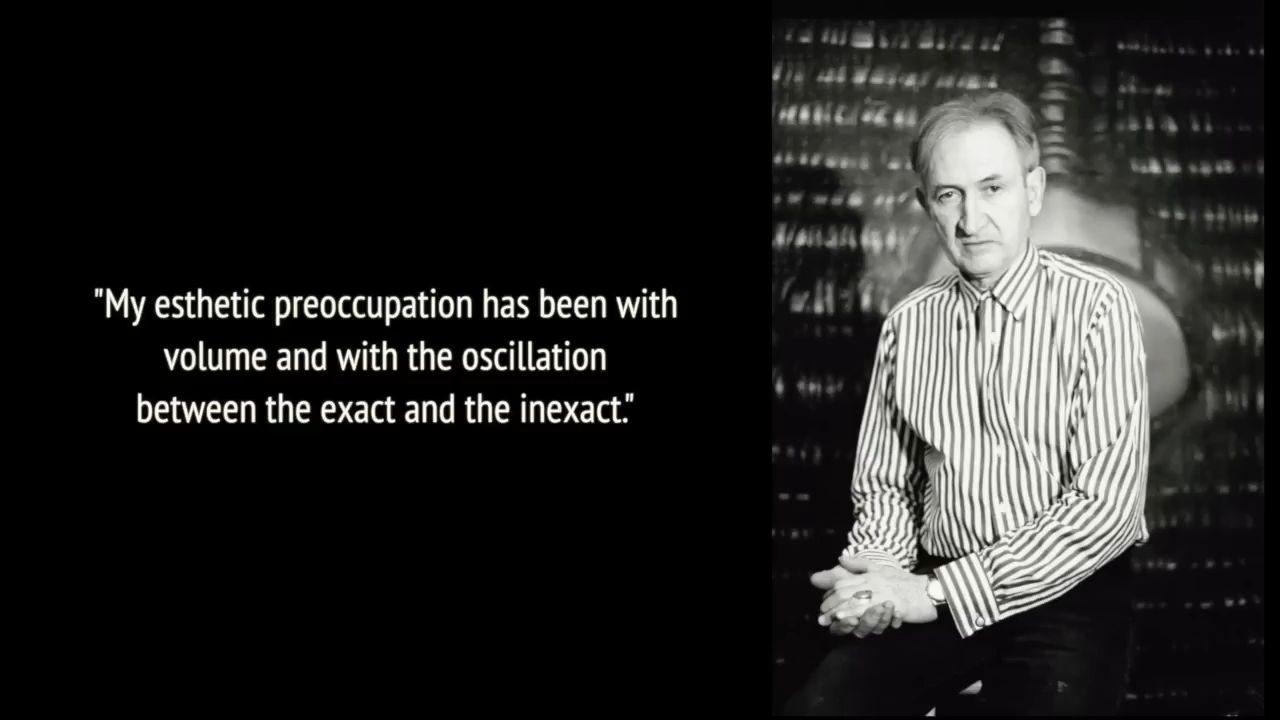 "My esthetic preoccupation has been with
volume and with the oscillation
between the exact and the inexact."